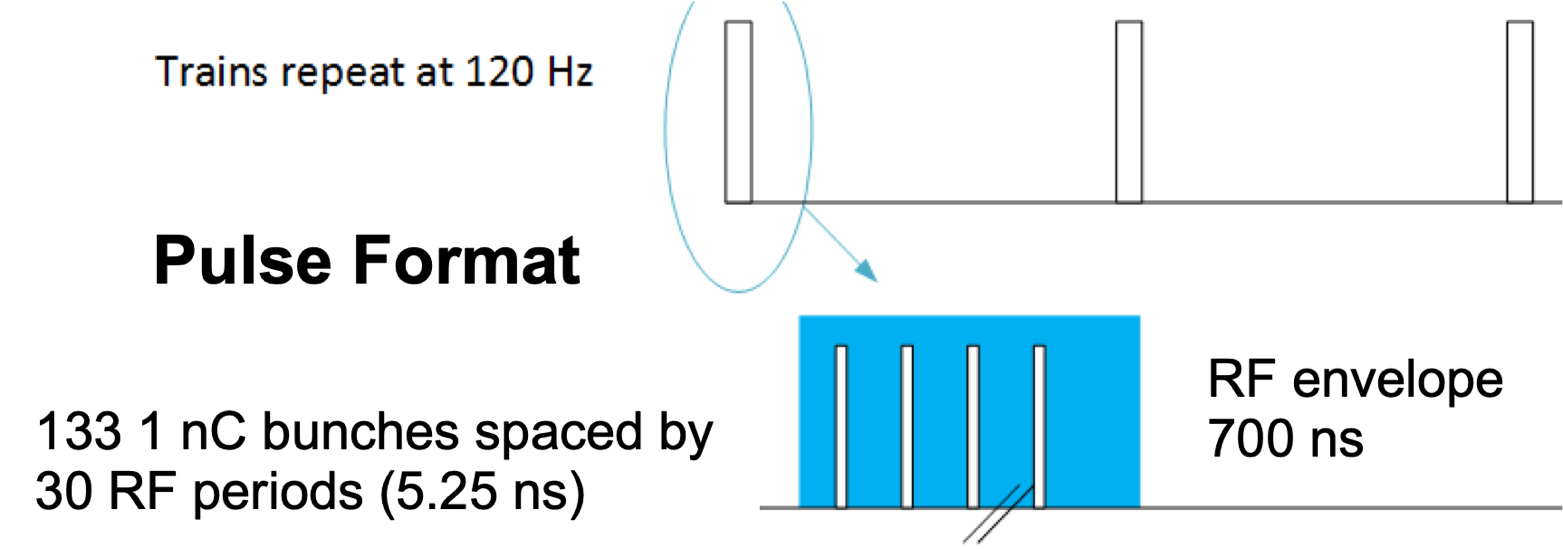 Trains repeat at 120 Hz
Pulse Format
133 1 nC bunches spaced by
30 RF periods (5.25 ns)
RF envelope
700 ns